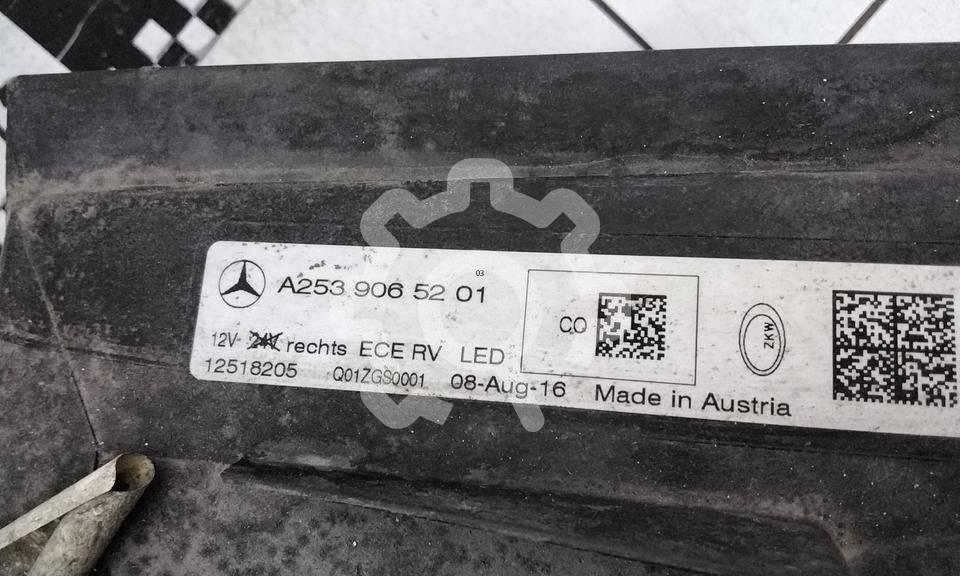 03
A253 906 52 01
CO
ZKW
12V- 24V rechts ECE RV LED
12518205 Q01ZGS0001 08-Aug-16 Made in Austria